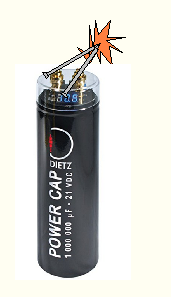 DIETZ
POWER CAP
1 000 000 µF - 21 VDC